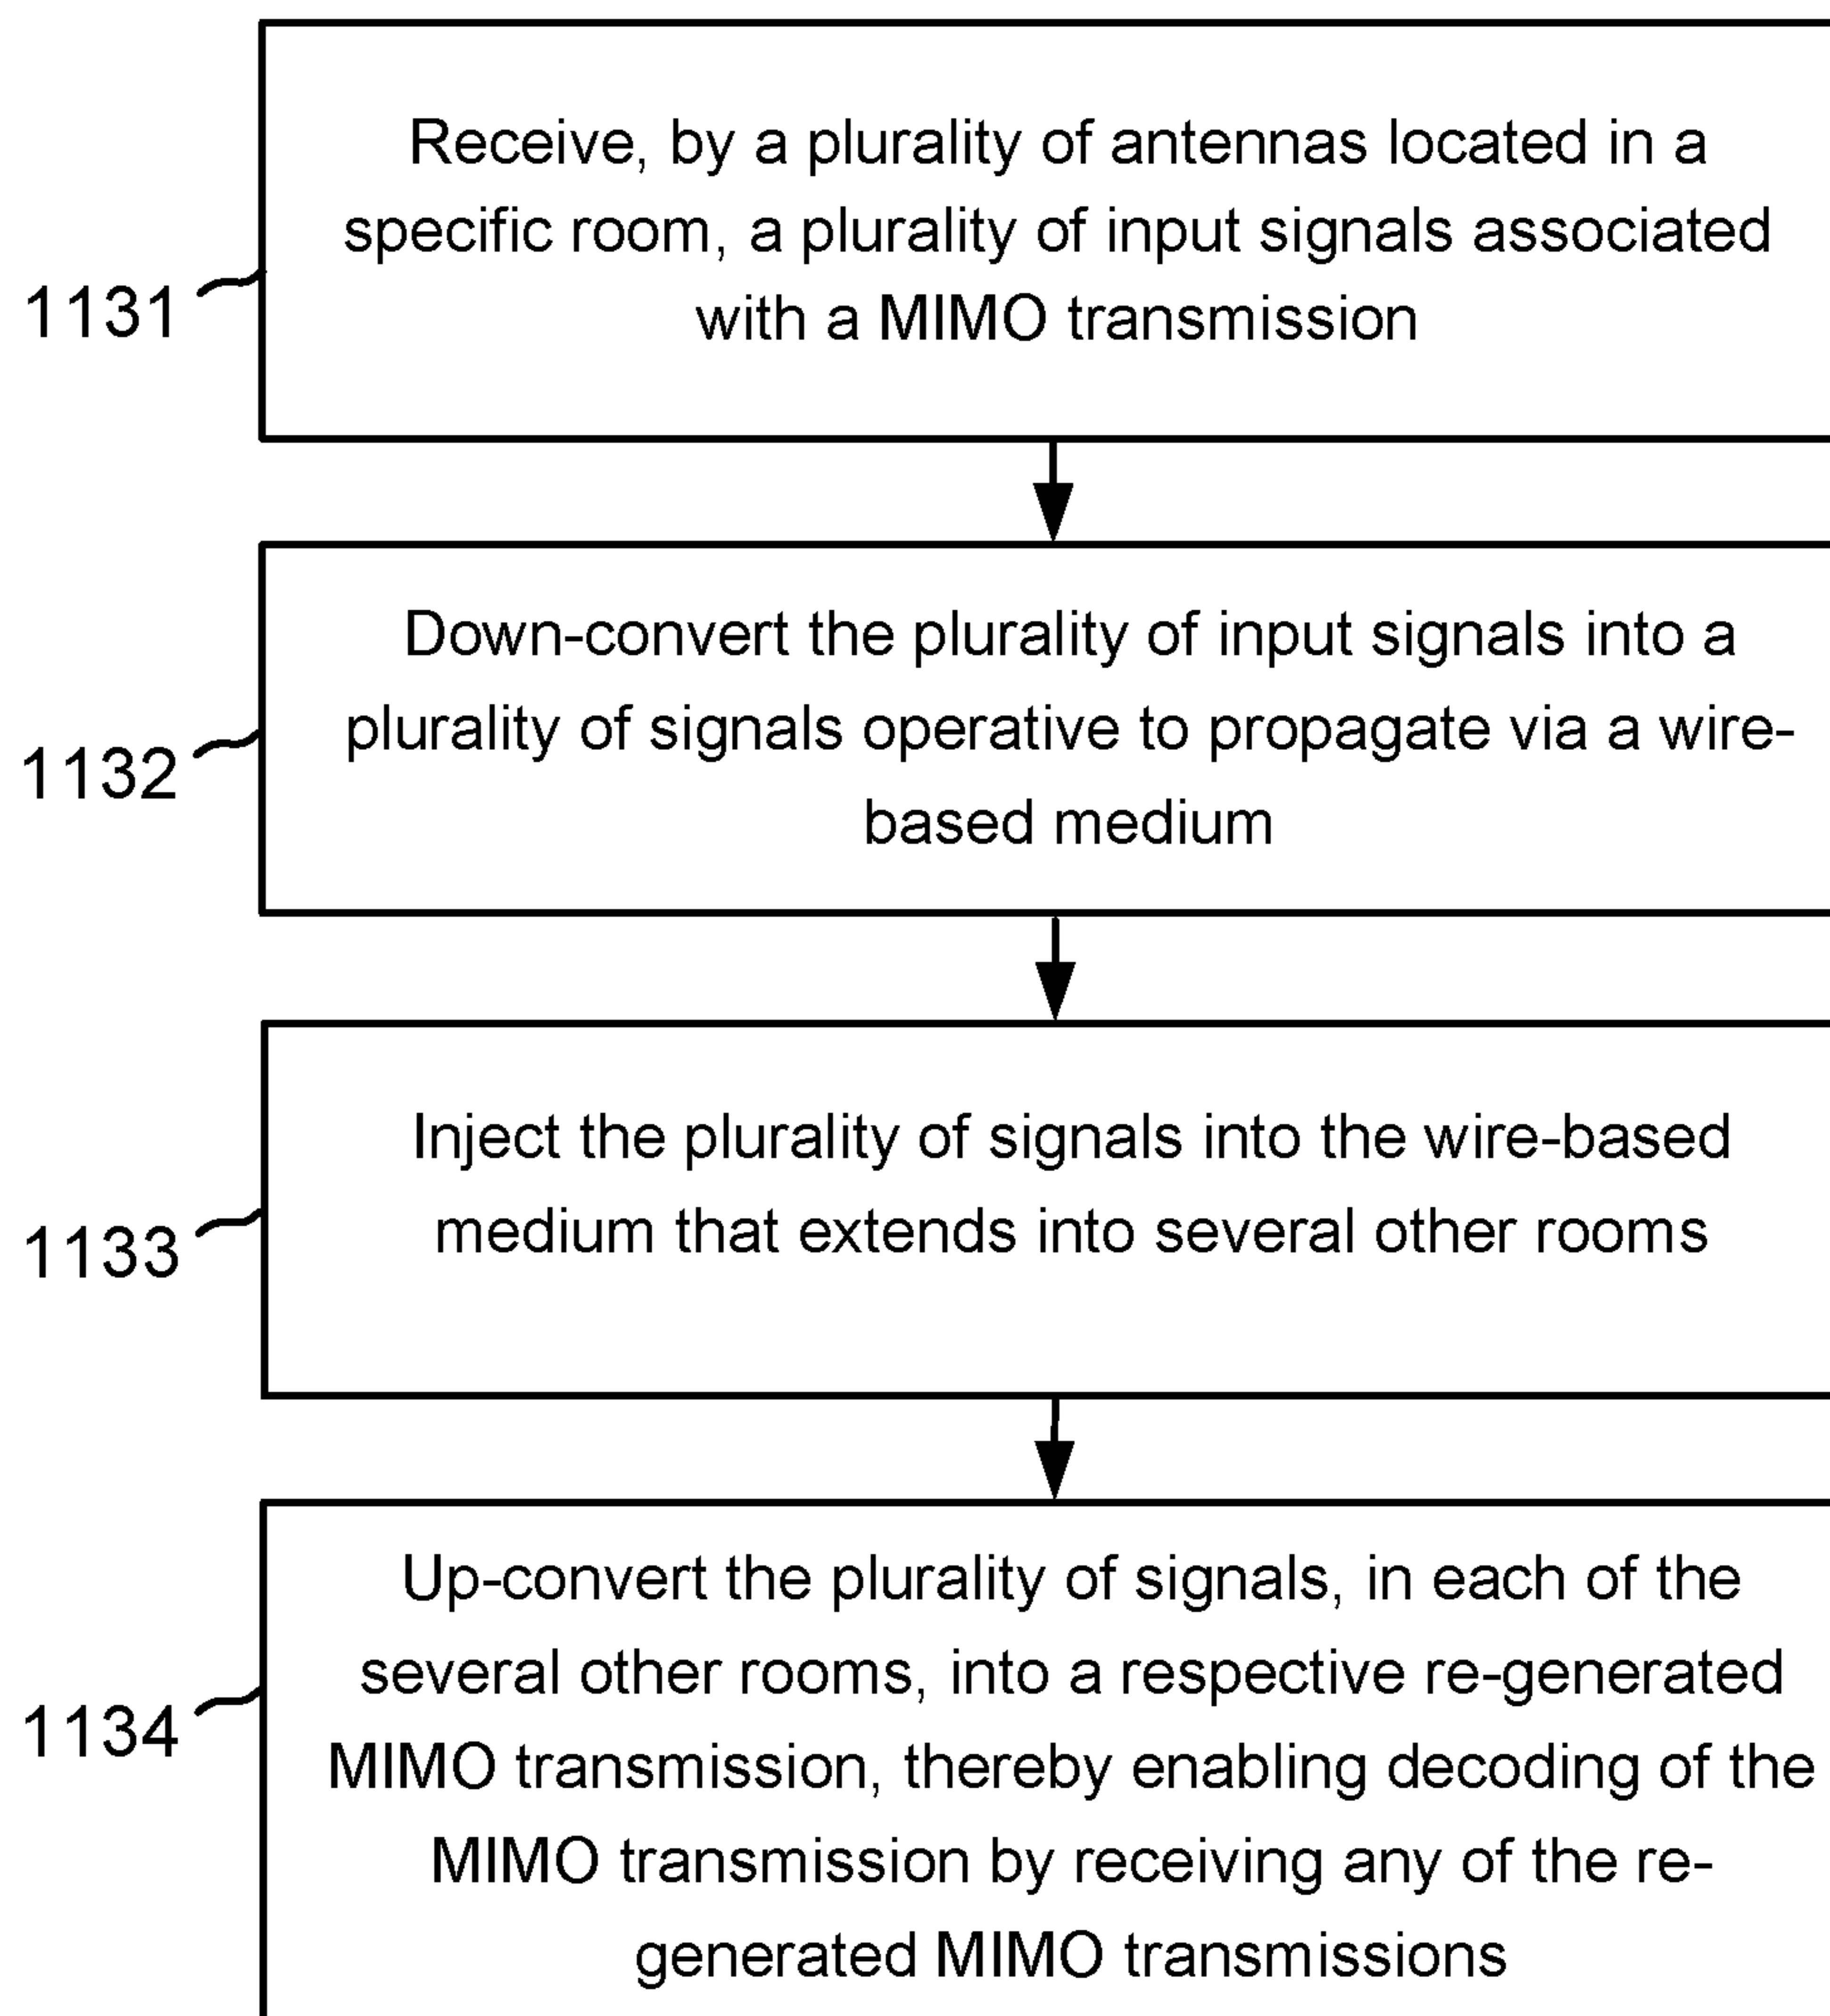 Receive, by a plurality of antennas located in a
specific room, a plurality of input signals associated
with a MIMO transmission
1131
Down-convert the plurality of input signals into a
plurality of signals operative to propagate via a wire-
based medium
1132
Inject the plurality of signals into the wire-based
medium that extends into several other rooms
1133
Up-convert the plurality of signals, in each of the
several other rooms, into a respective re-generated
MIMO transmission, thereby enabling decoding of the
MIMO transmission by receiving any of the re-
generated MIMO transmissions
1134